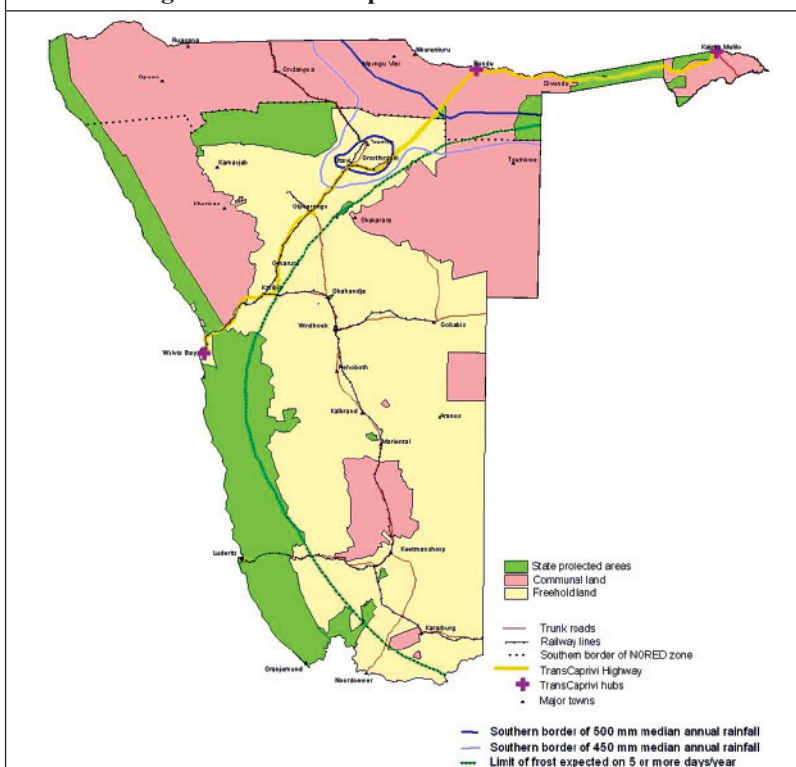 Ruacana
Nkurenkuru
Rundu
Katima Mulilo
Ondangwa
Mpungu Vlei
Opuwo
Divundu
Tsumeb
Otavi
Grootfontein
Tsumkwe
Kamanjab
Khorixas
Otjiwarongo
Okakarara
Omaruru
Karibib
Okahandja
Windhoek
Gobabis
Walvis Bay
Rehoboth
Kalkrand
Aranos
Mariental
Luderitz
Keetmanshoop
Karasburg
Oranjemund
Noordoewer
State protected areas
Communal land
Freehold land
Trunk roads
Railway lines
Southern border of NORED zone
TransCaprivi Highway
TransCaprivi hubs
Major towns
Southern border of 500 mm median annual rainfall
Southern border of 450 mm median annual rainfall
Limit of frost expected on 5 or more days/year